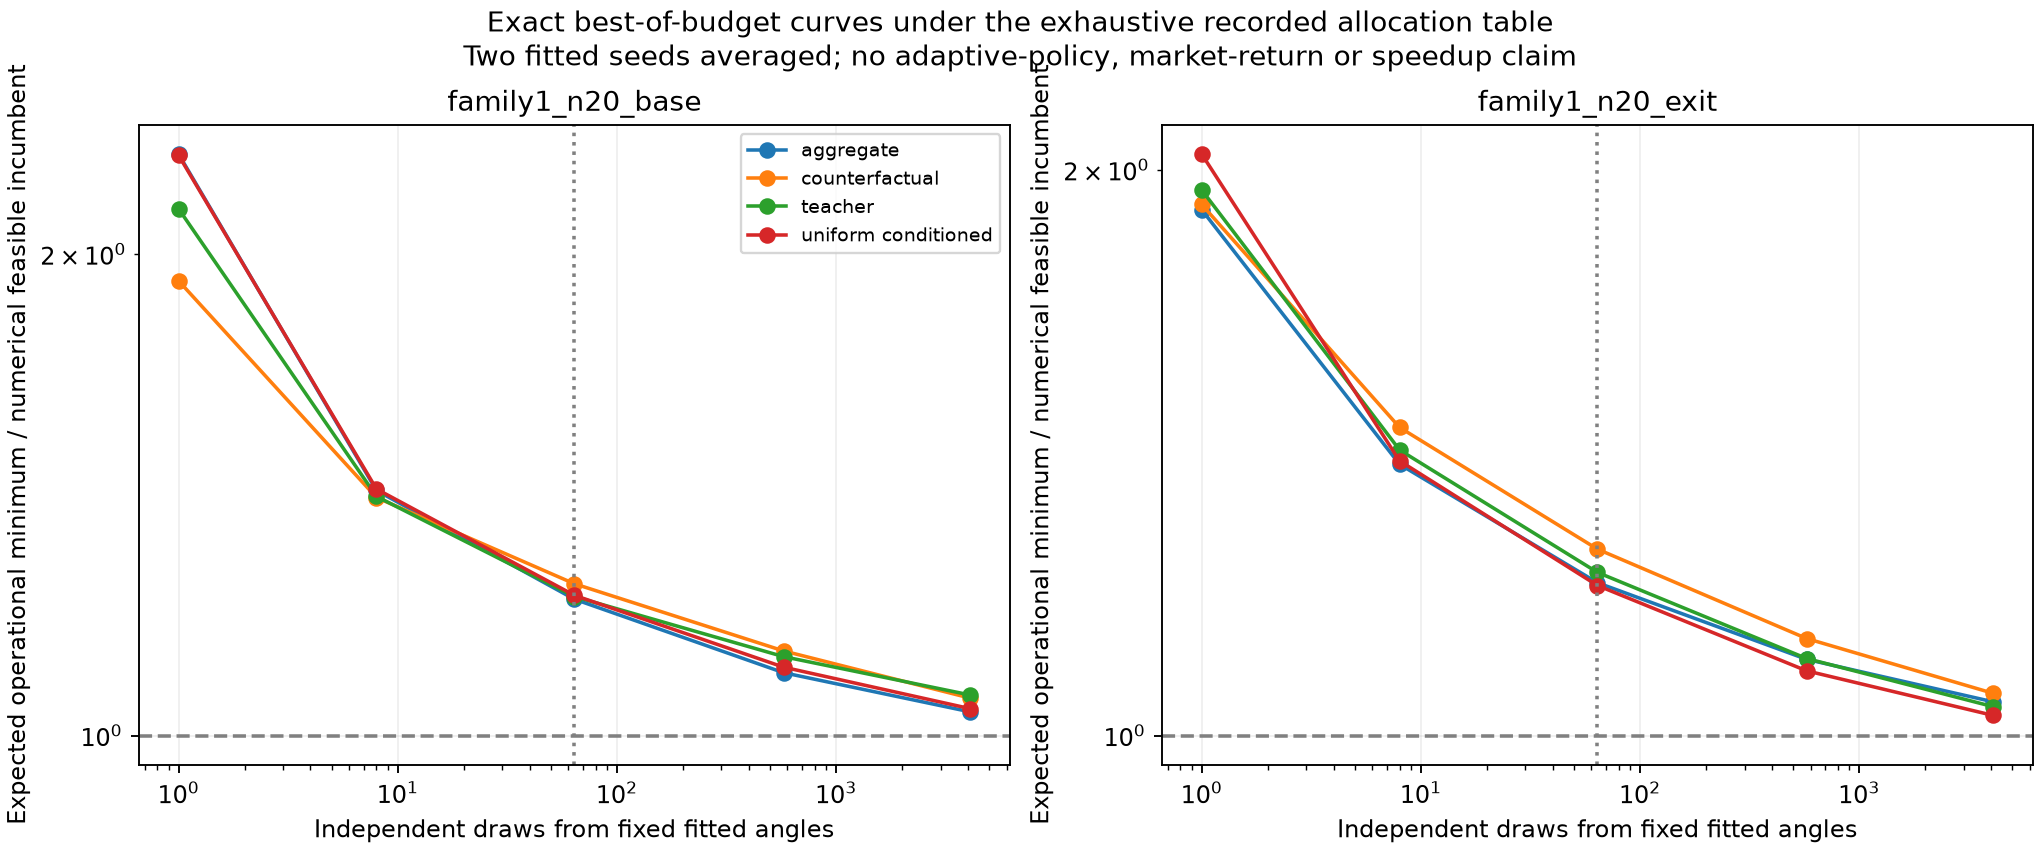 Exact best-of-budget curves under the exhaustive recorded allocation table
Two fitted seeds averaged; no adaptive-policy, market-return or speedup claim
family1_n20_base
Expected operational minimum / numerical feasible incumbent
2 × 10⁰
10⁰
aggregate
counterfactual
teacher
uniform conditioned
10⁰ 10¹ 10² 10³
Independent draws from fixed fitted angles
family1_n20_exit
Expected operational minimum / numerical feasible incumbent
2 × 10⁰
10⁰
10⁰ 10¹ 10² 10³
Independent draws from fixed fitted angles